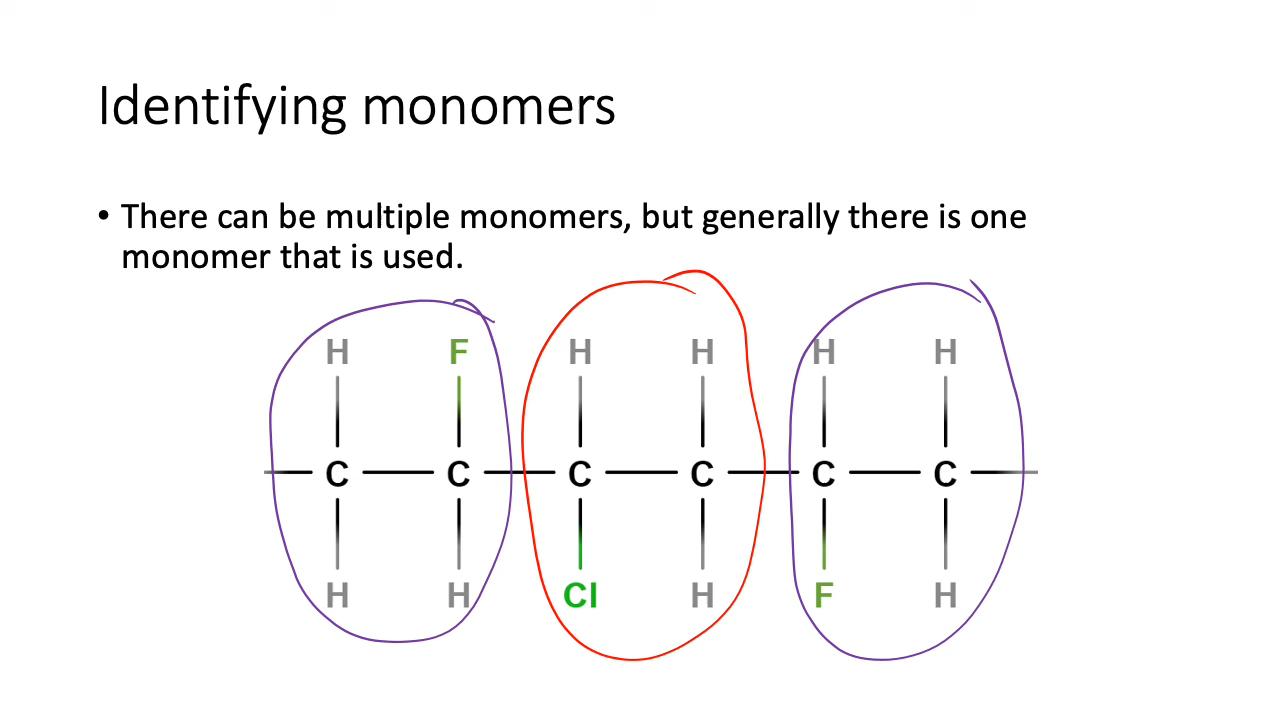 Identifying monomers
• There can be multiple monomers, but generally there is one
monomer that is used.
H F H H H H
C C C C C C
H H Cl H F H